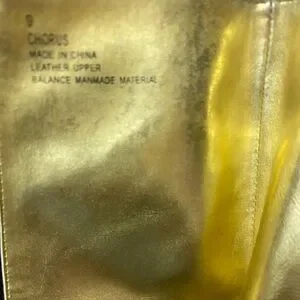 9
CHORUS
MADE IN CHINA
LEATHER UPPER
BALANCE MANMADE MATERIAL